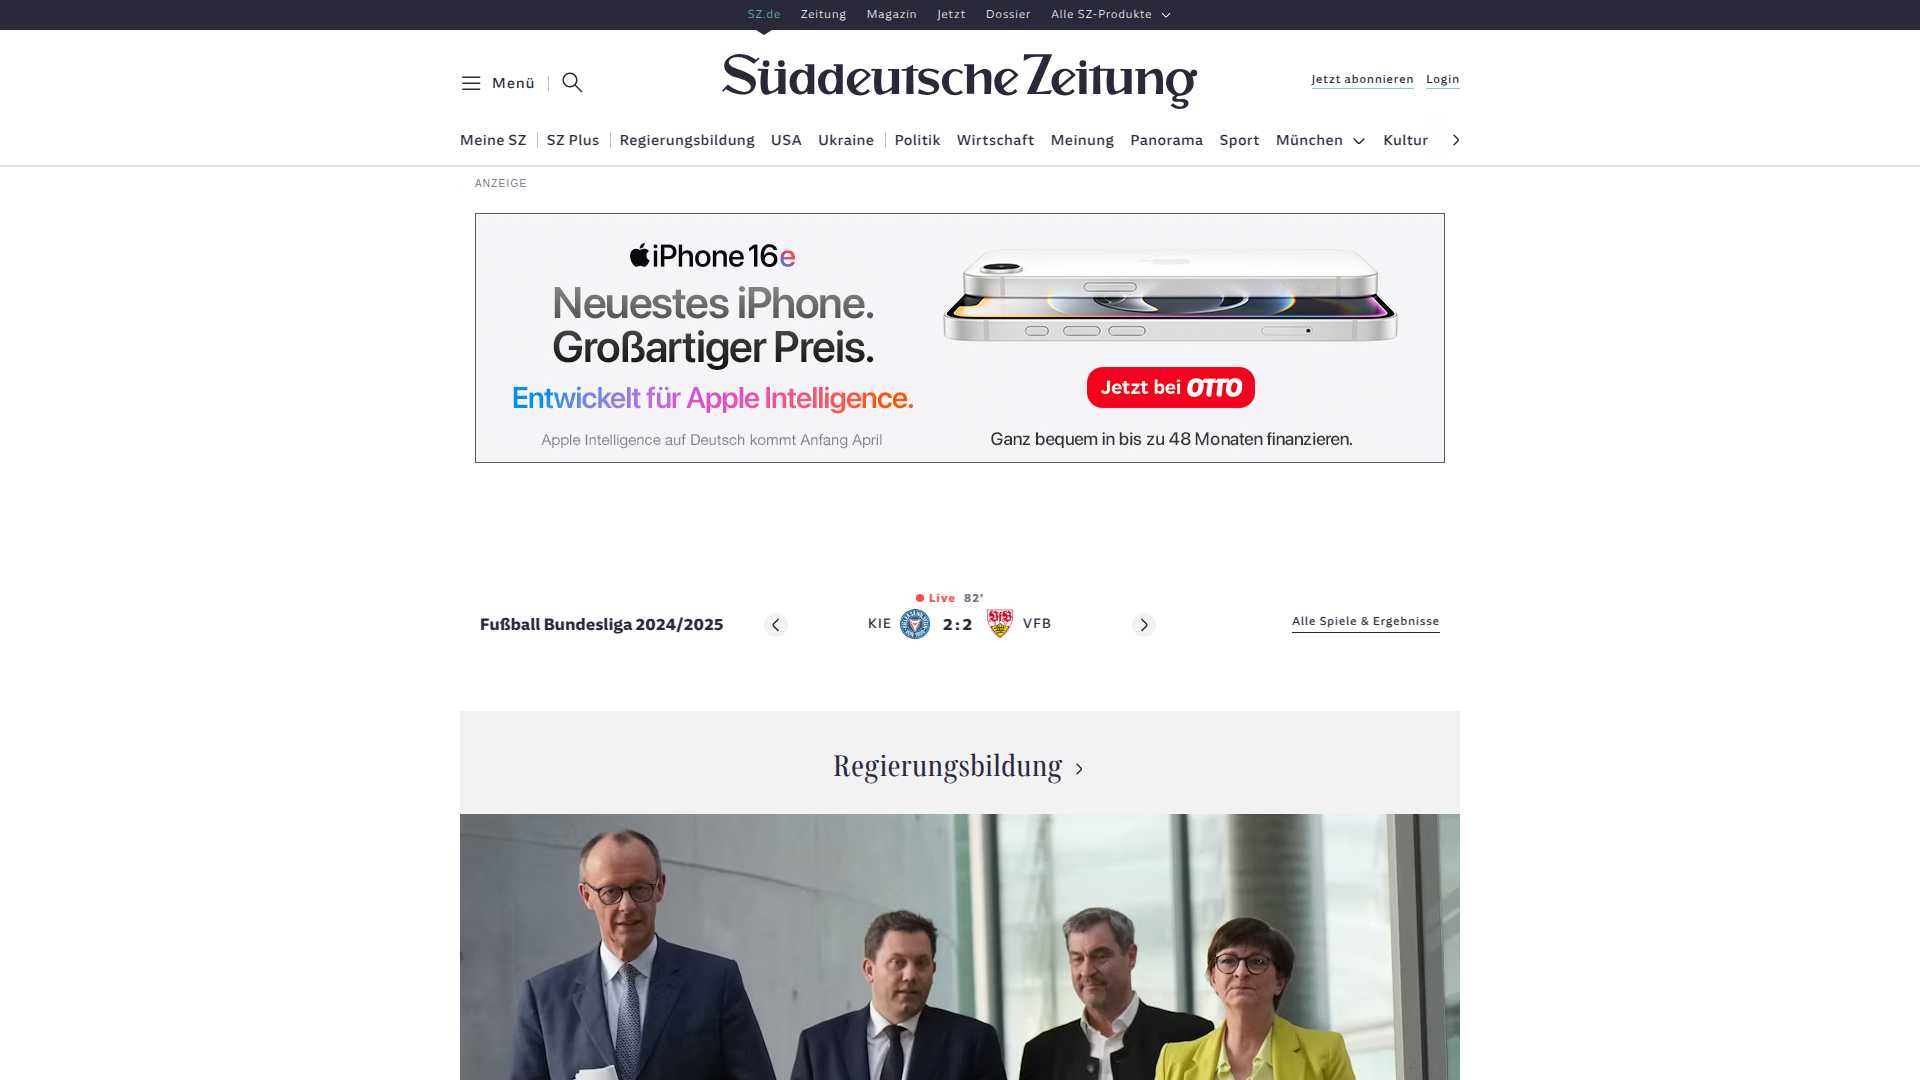 SZ.de Zeitung Magazin Jetzt Dossier Alle SZ-Produkte
Menü
Süddeutsche Zeitung
Jetzt abonnieren Login
Meine SZ SZ Plus Regierungsbildung USA Ukraine Politik Wirtschaft Meinung Panorama Sport München Kultur
ANZEIGE
iPhone 16e
Neuestes iPhone.
Großartiger Preis.
Entwickelt für Apple Intelligence.
Apple Intelligence auf Deutsch kommt Anfang April
Jetzt bei OTTO
Ganz bequem in bis zu 48 Monaten finanzieren.
Live 82'
Fußball Bundesliga 2024/2025
KIE 2:2 VFB
Alle Spiele & Ergebnisse
Regierungsbildung